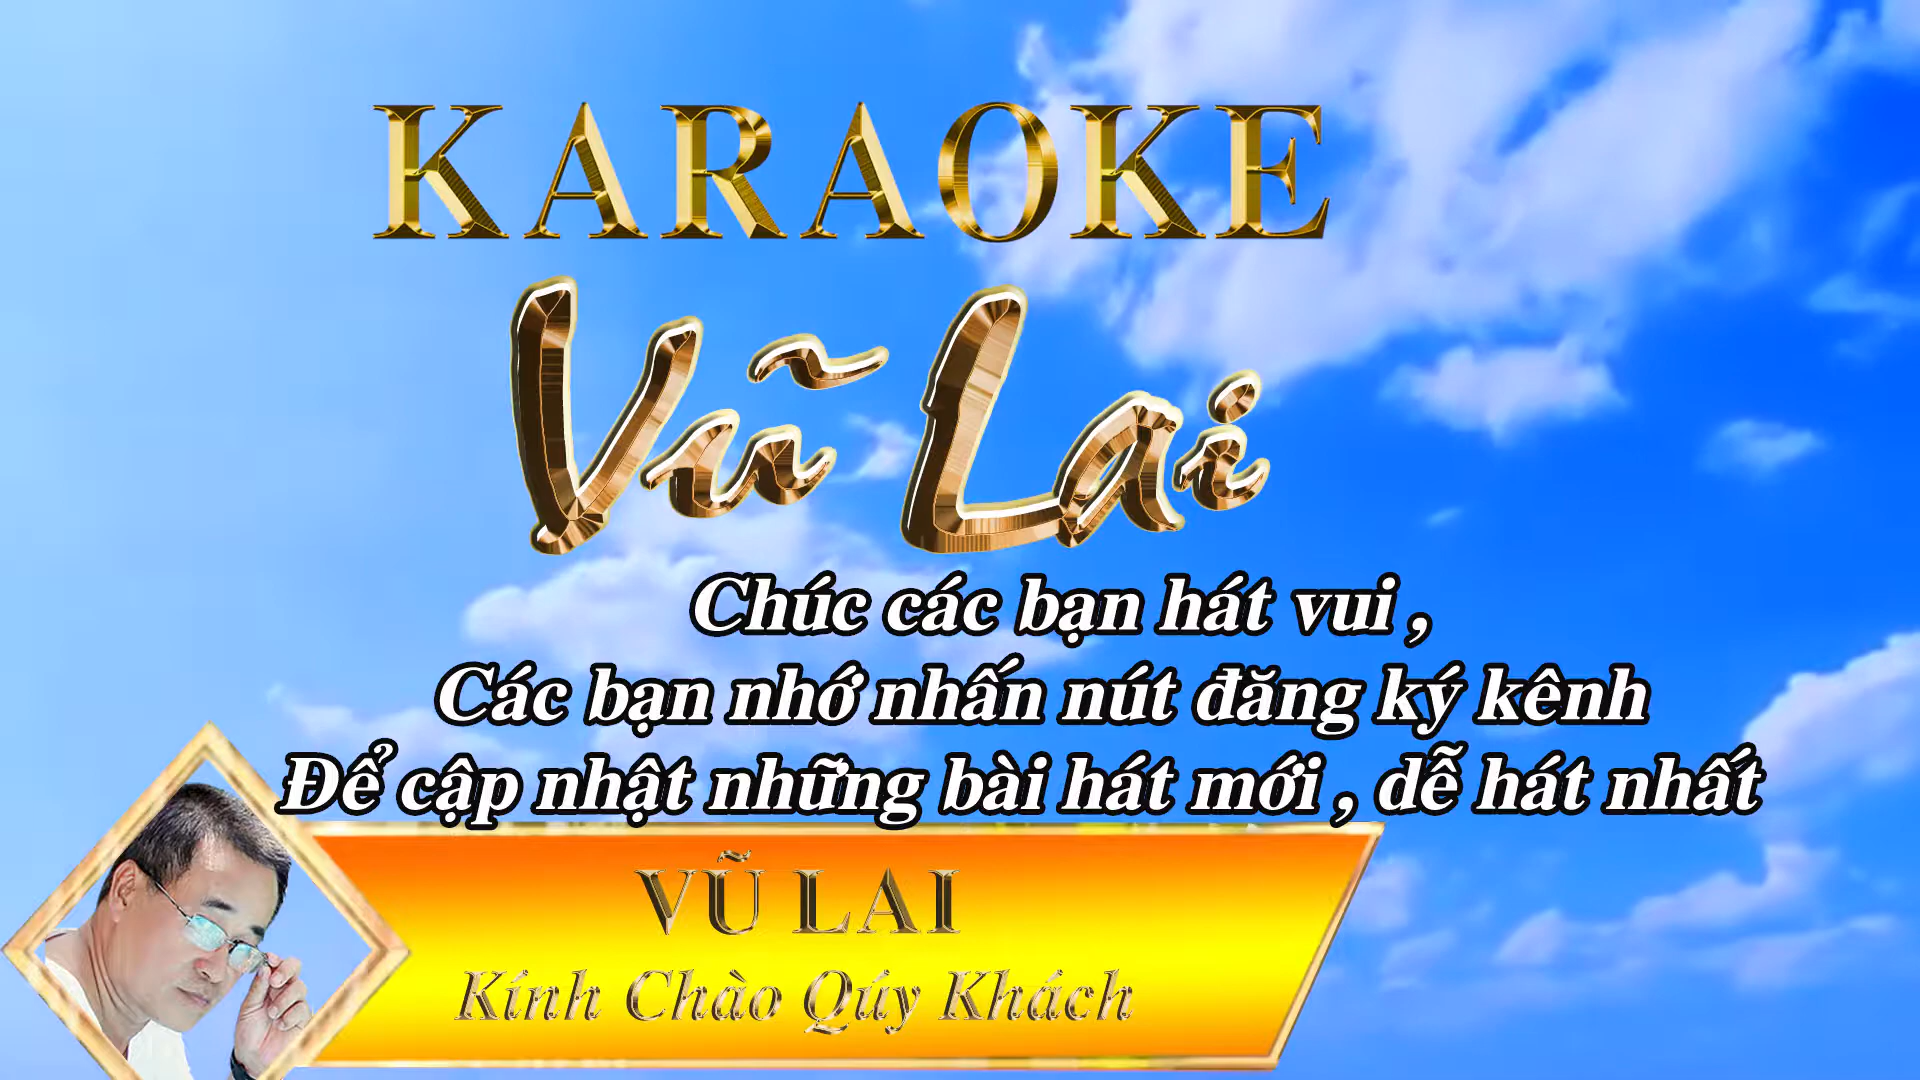 KARAOKE
Vũ Lai
Chúc các bạn hát vui ,
Các bạn nhớ nhấn nút đăng ký kênh
Để cập nhật những bài hát mới , dễ hát nhất
VŨ LAI
Kính Chào Qúy Khách